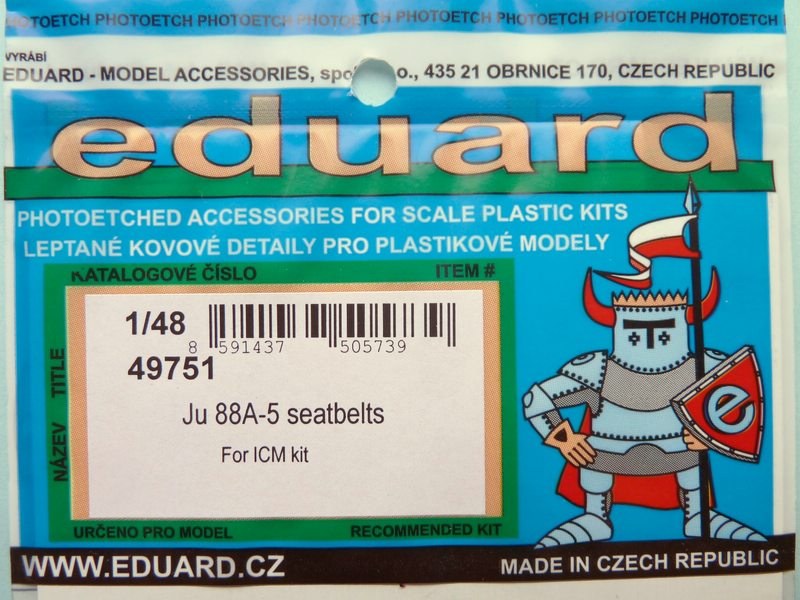 PHOTOETCH PHOTOETCH PHOTOETCH PHOTOETCH PHOTOETCH PHOTOETCH PHOTOETCH
VYRÁBÍ
EDUARD - MODEL ACCESSORIES, spo o., 435 21 OBRNICE 170, CZECH REPUBLIC
eduard
PHOTOETCHED ACCESSORIES FOR SCALE PLASTIC KITS
LEPTANÉ KOVOVÉ DETAILY PRO PLASTIKOVÉ MODELY
KATALOGOVÉ ČÍSLO ITEM #
1/48
8 591437 505739
49751
NÁZEV TITLE
Ju 88A-5 seatbelts
For ICM kit
e
URČENO PRO MODEL RECOMMENDED KIT
WWW.EDUARD.CZ MADE IN CZECH REPUBLIC